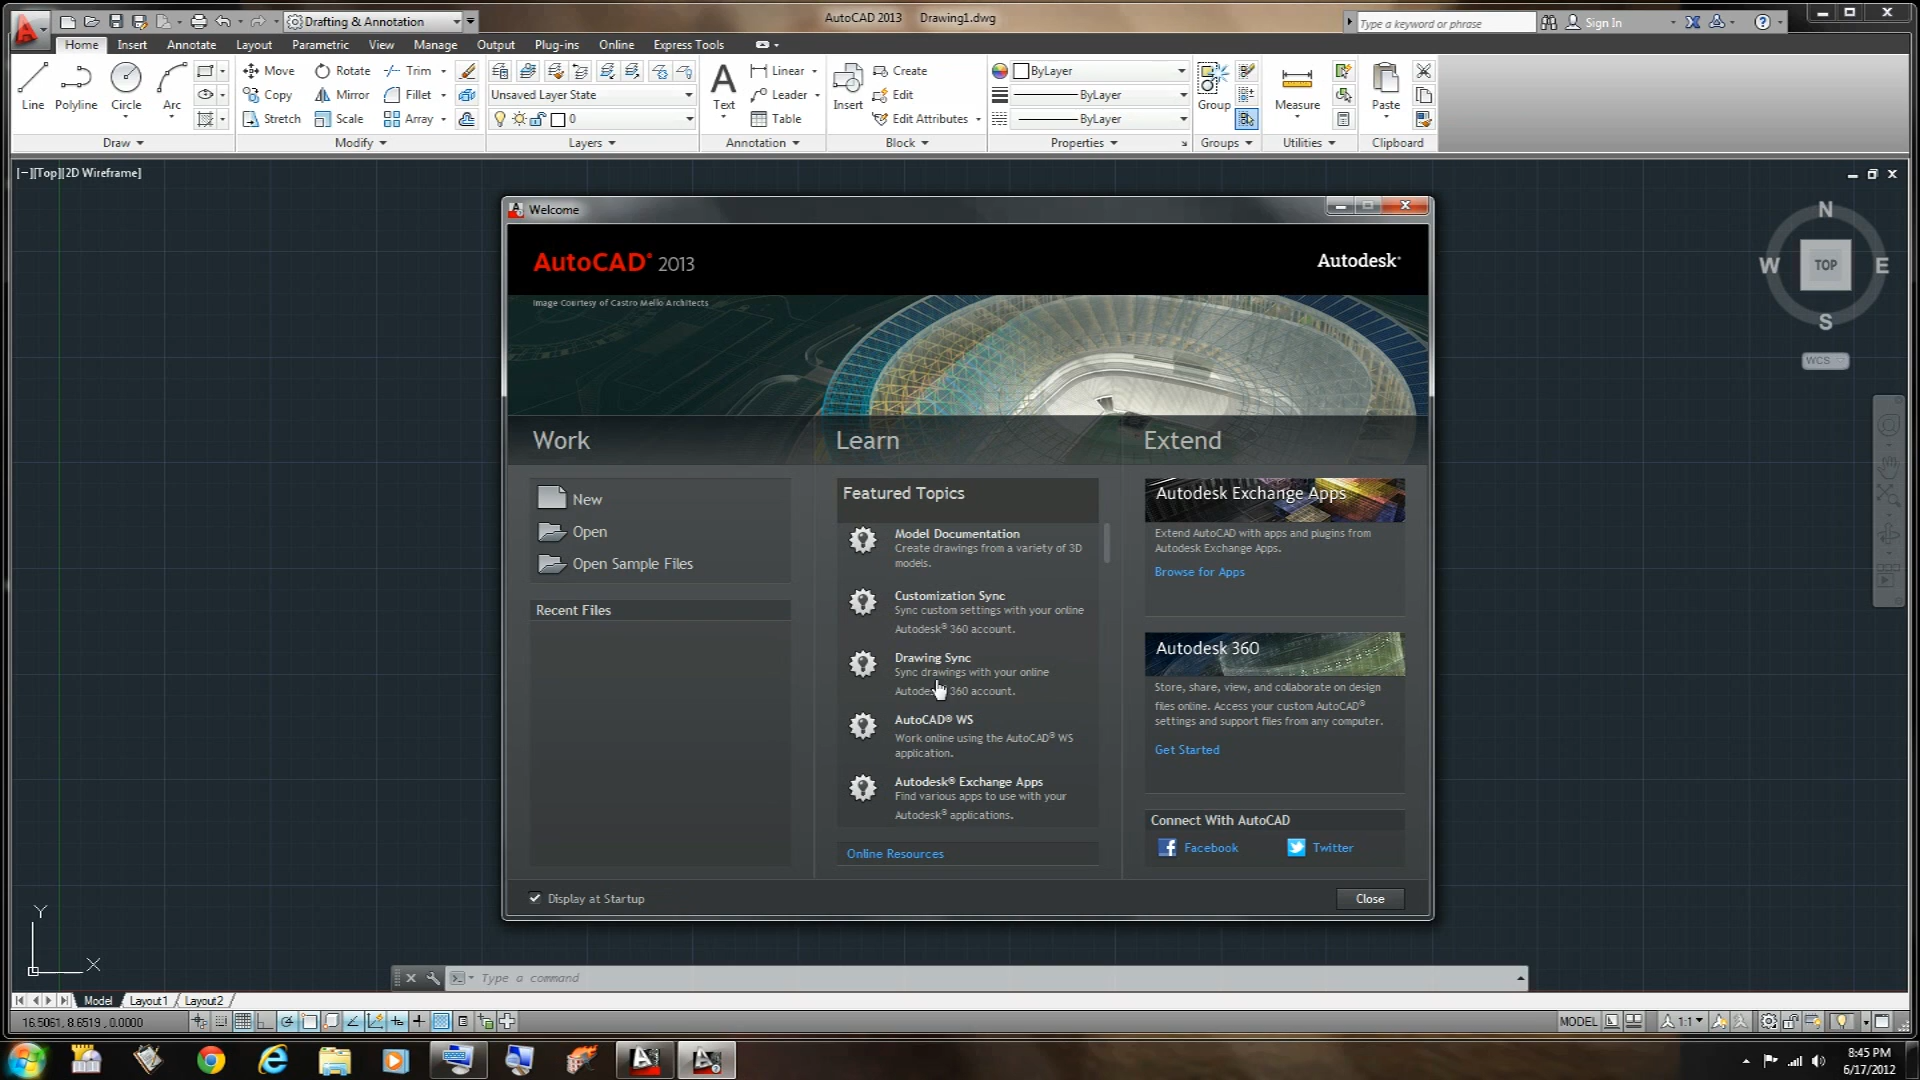 Drafting & Annotation
AutoCAD 2013 Drawing1.dwg
Type a keyword or phrase
Sign In
Home Insert Annotate Layout Parametric View Manage Output Plug-ins Online Express Tools
Line Polyline Circle Arc
Move Rotate Trim
Copy Mirror Fillet
Stretch Scale Array
Unsaved Layer State
0
Text
Linear
Leader
Table
Insert
Create
Edit
Edit Attributes
ByLayer
ByLayer
ByLayer
Group
Measure
Paste
Draw Modify Layers Annotation Block Properties Groups Utilities Clipboard
[−][Top][2D Wireframe]
N
W TOP E
S
WCS
Welcome
AutoCAD® 2013
Autodesk®
Image Courtesy of Castro Mello Architects
Work
New
Open
Open Sample Files
Recent Files
Learn
Featured Topics
Model Documentation
Create drawings from a variety of 3D
models.
Customization Sync
Sync custom settings with your online
Autodesk® 360 account.
Drawing Sync
Sync drawings with your online
360 account.
AutoCAD® WS
Work online using the AutoCAD® WS
application.
Autodesk® Exchange Apps
Find various apps to use with your
Autodesk® applications.
Online Resources
Extend
Autodesk Exchange Apps
Extend AutoCAD with apps and plugins from
Autodesk Exchange Apps.
Browse for Apps
Autodesk 360
Store, share, view, and collaborate on design
files online. Access your custom AutoCAD®
settings and support files from any computer.
Get Started
Connect With AutoCAD
Facebook Twitter
Display at Startup
Close
Y
X
Type a command
Model Layout1 Layout2
16.5061, 8.6519 , 0.0000
MODEL
1:1
8:45 PM
6/17/2012